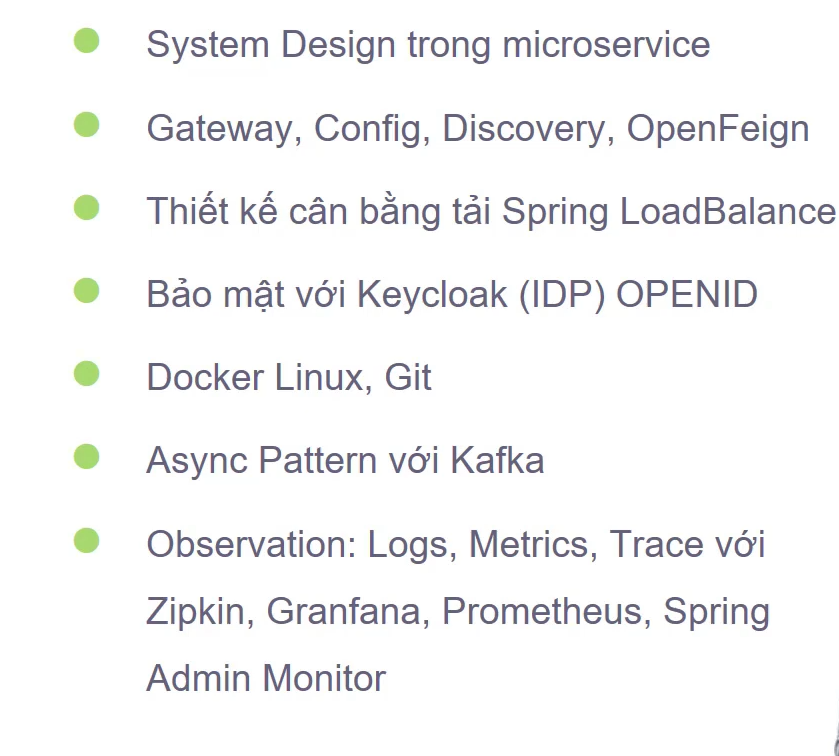 System Design trong microservice
Gateway, Config, Discovery, OpenFeign
Thiết kế cân bằng tải Spring LoadBalance
Bảo mật với Keycloak (IDP) OPENID
Docker Linux, Git
Async Pattern với Kafka
Observation: Logs, Metrics, Trace với
Zipkin, Granfana, Prometheus, Spring
Admin Monitor